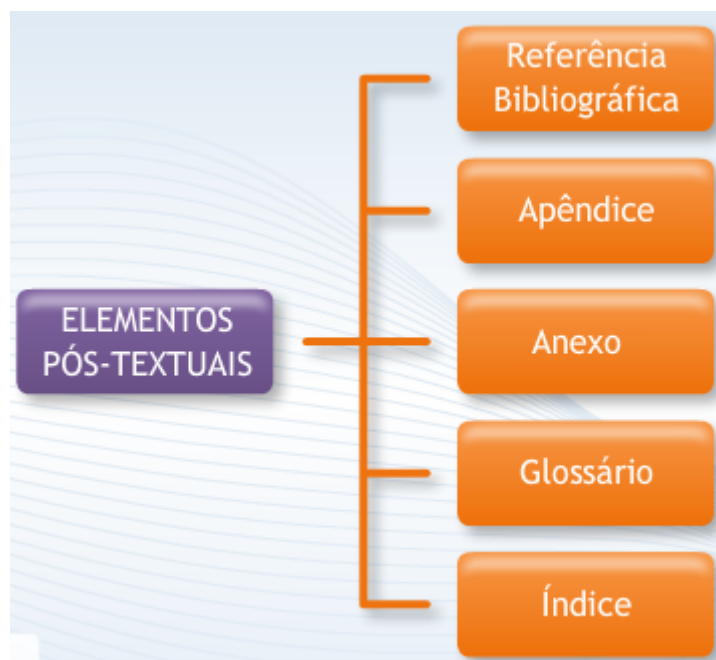 ELEMENTOS
PÓS-TEXTUAIS
Referência
Bibliográfica
Apêndice
Anexo
Glossário
Índice